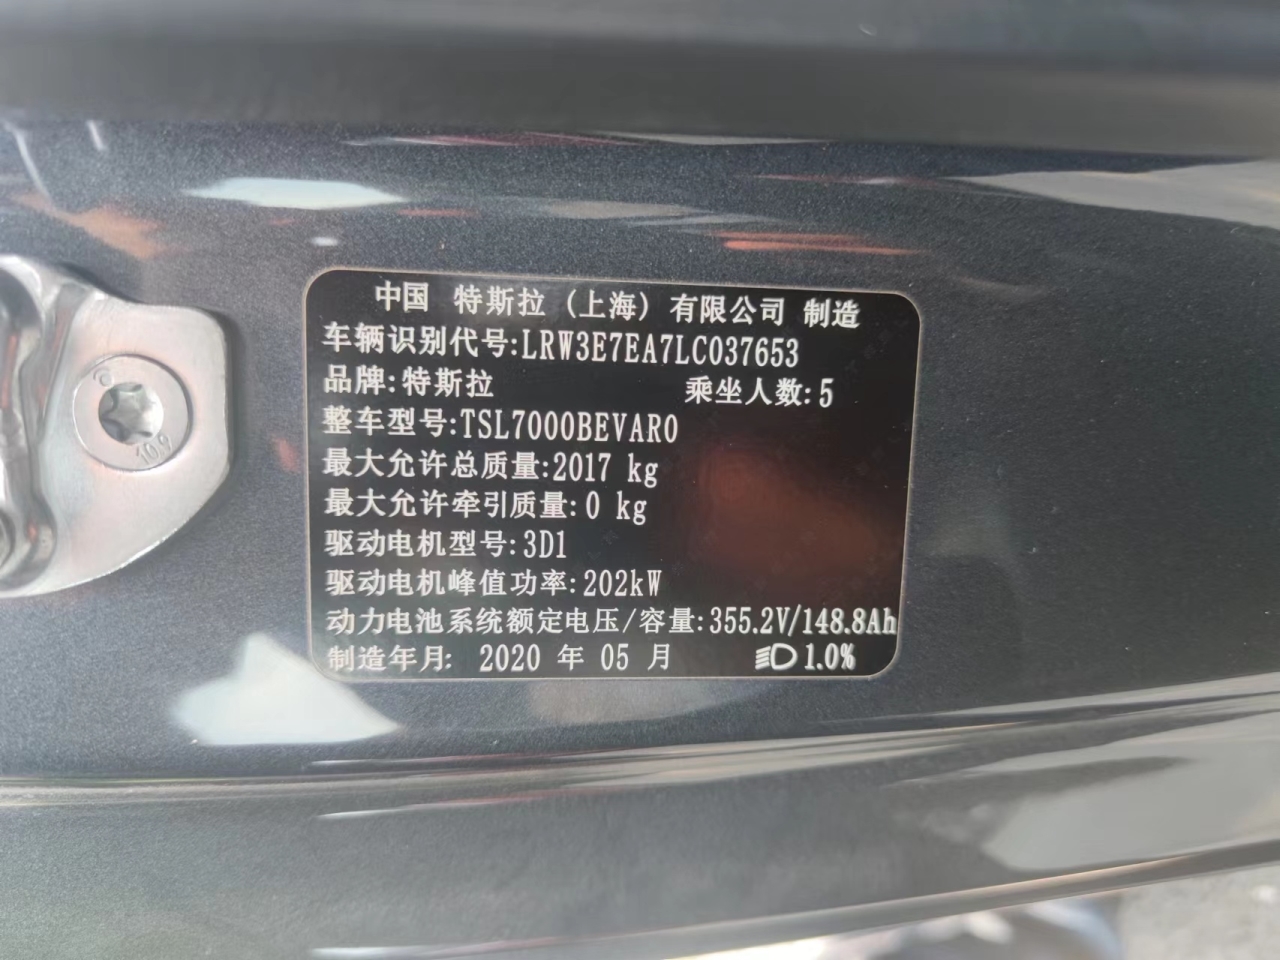 中国 特斯拉 (上海) 有限公司 制造
车辆识别代号:LRW3E7EA7LC037653
品牌:特斯拉 乘坐人数:5
整车型号:TSL7000BEVAR0
最大允许总质量:2017 kg
最大允许牵引质量: 0 kg
驱动电机型号:3D1
驱动电机峰值功率:202kW
动力电池系统额定电压/容量:355.2V/148.8Ah
制造年月: 2020 年 05 月 1.0%
10.9